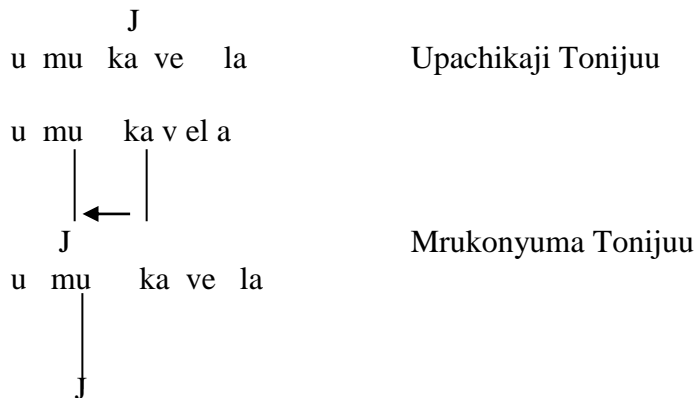 J
u mu ka ve la Upachikaji Tonijuu
u mu ka v el a
J Mrukonyuma Tonijuu
u mu ka ve la
J